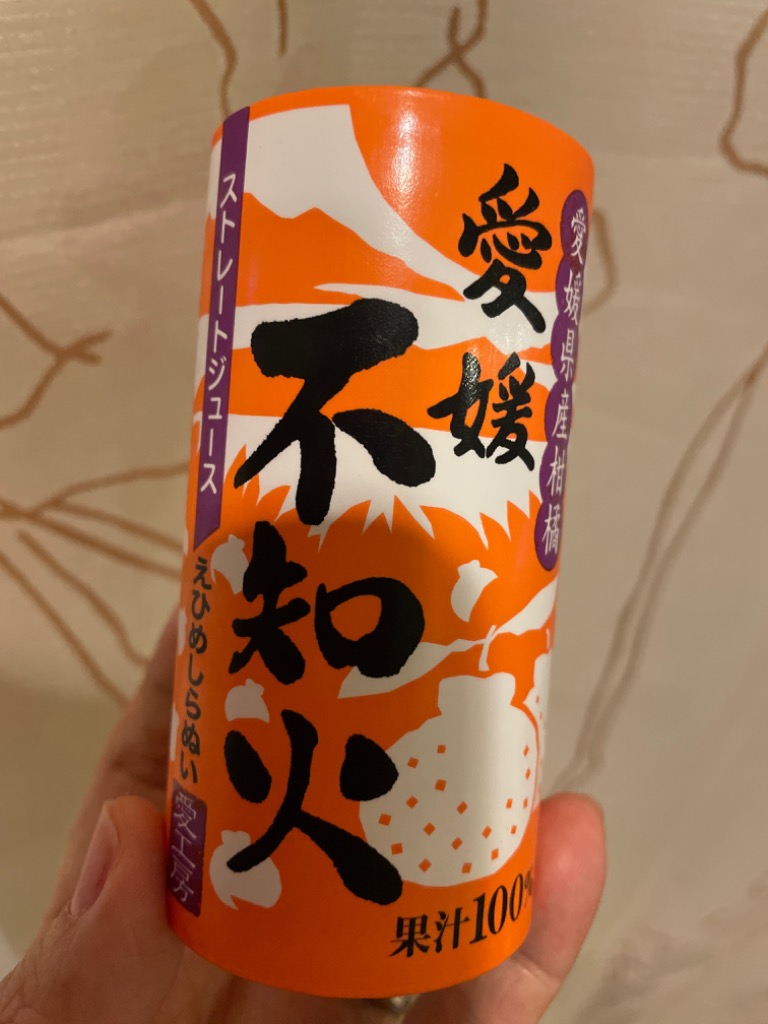 愛媛県産柑橘
愛媛
不知火
ストレートジュース
えひめしらぬい
愛工房
果汁100%